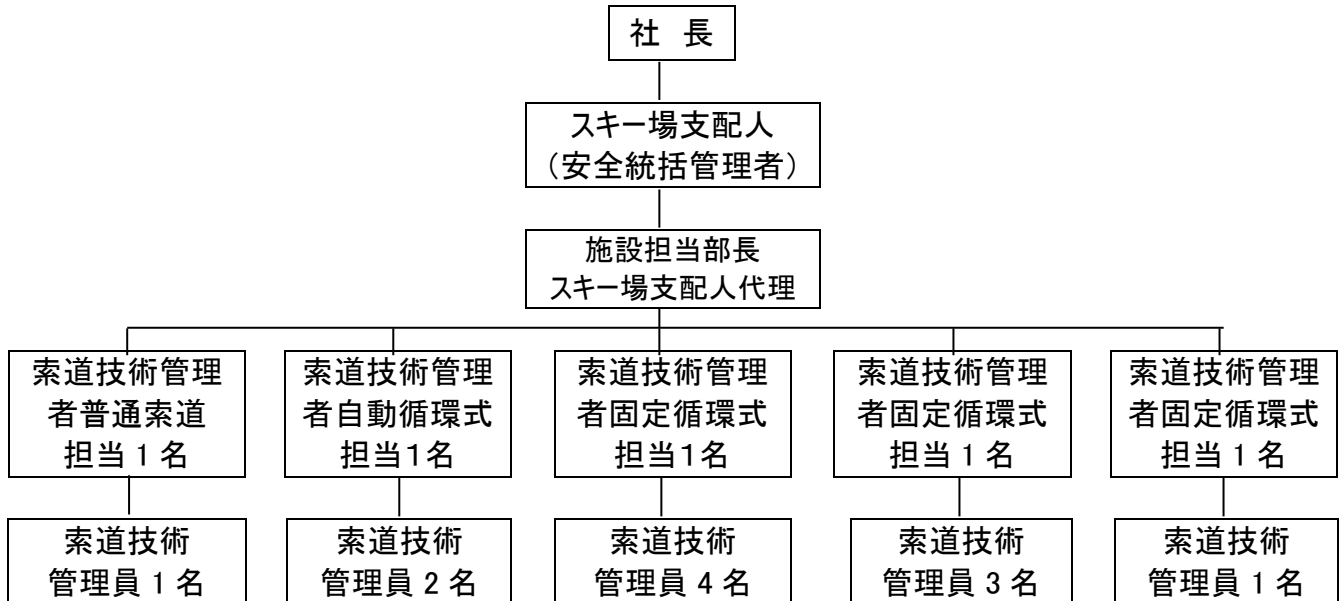 社 長
スキー場支配人
(安全統括管理者)
施設担当部長
スキー場支配人代理
索道技術管理
者普通索道
担当 1 名
索道技術管理
者自動循環式
担当1名
索道技術管理
者固定循環式
担当1名
索道技術管理
者固定循環式
担当 1 名
索道技術管理
者固定循環式
担当 1 名
索道技術
管理員 1 名
索道技術
管理員 2 名
索道技術
管理員 4 名
索道技術
管理員 3 名
索道技術
管理員 1 名